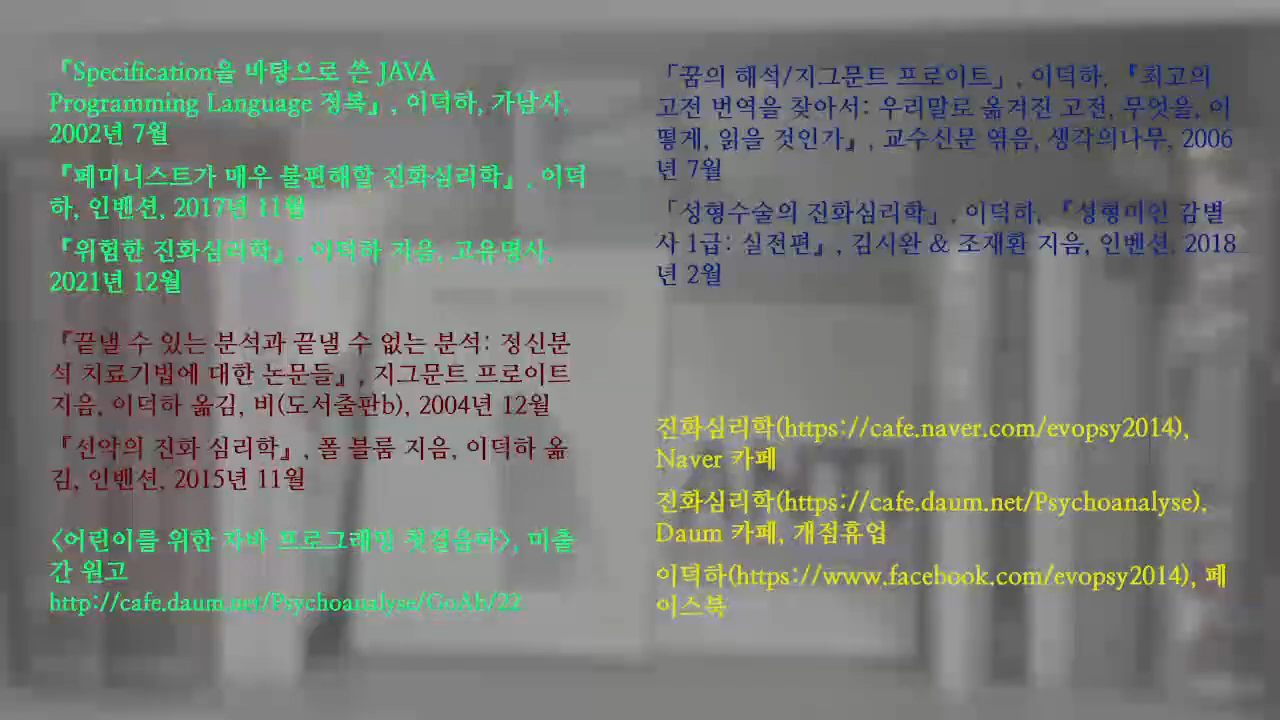 『Specification을 바탕으로 쓴 JAVA
Programming Language 정복』, 이덕하, 가남사,
2002년 7월
『페미니스트가 매우 불편해할 진화심리학』, 이덕
하, 인벤션, 2017년 11월
『위험한 진화심리학』, 이덕하 지음, 고유명사,
2021년 12월
『끝낼 수 있는 분석과 끝낼 수 없는 분석: 정신분
석 치료기법에 대한 논문들』, 지그문트 프로이트
지음, 이덕하 옮김, 비(도서출판b), 2004년 12월
『선악의 진화 심리학』, 폴 블룸 지음, 이덕하 옮
김, 인벤션, 2015년 11월
<어린이를 위한 자바 프로그래밍 첫걸음마>, 미출
간 원고
http://cafe.daum.net/Psychoanalyse/GoAb/22
「꿈의 해석/지그문트 프로이트」, 이덕하, 『최고의
고전 번역을 찾아서: 우리말로 옮겨진 고전, 무엇을, 어
떻게, 읽을 것인가』, 교수신문 엮음, 생각의나무, 2006
년 7월
「성형수술의 진화심리학」, 이덕하, 『성형미인 감별
사 1급: 실전편』, 김시완 & 조재환 지음, 인벤션, 2018
년 2월
진화심리학(https://cafe.naver.com/evopsy2014),
Naver 카페
진화심리학(https://cafe.daum.net/Psychoanalyse),
Daum 카페, 개점휴업
이덕하(https://www.facebook.com/evopsy2014), 페
이스북